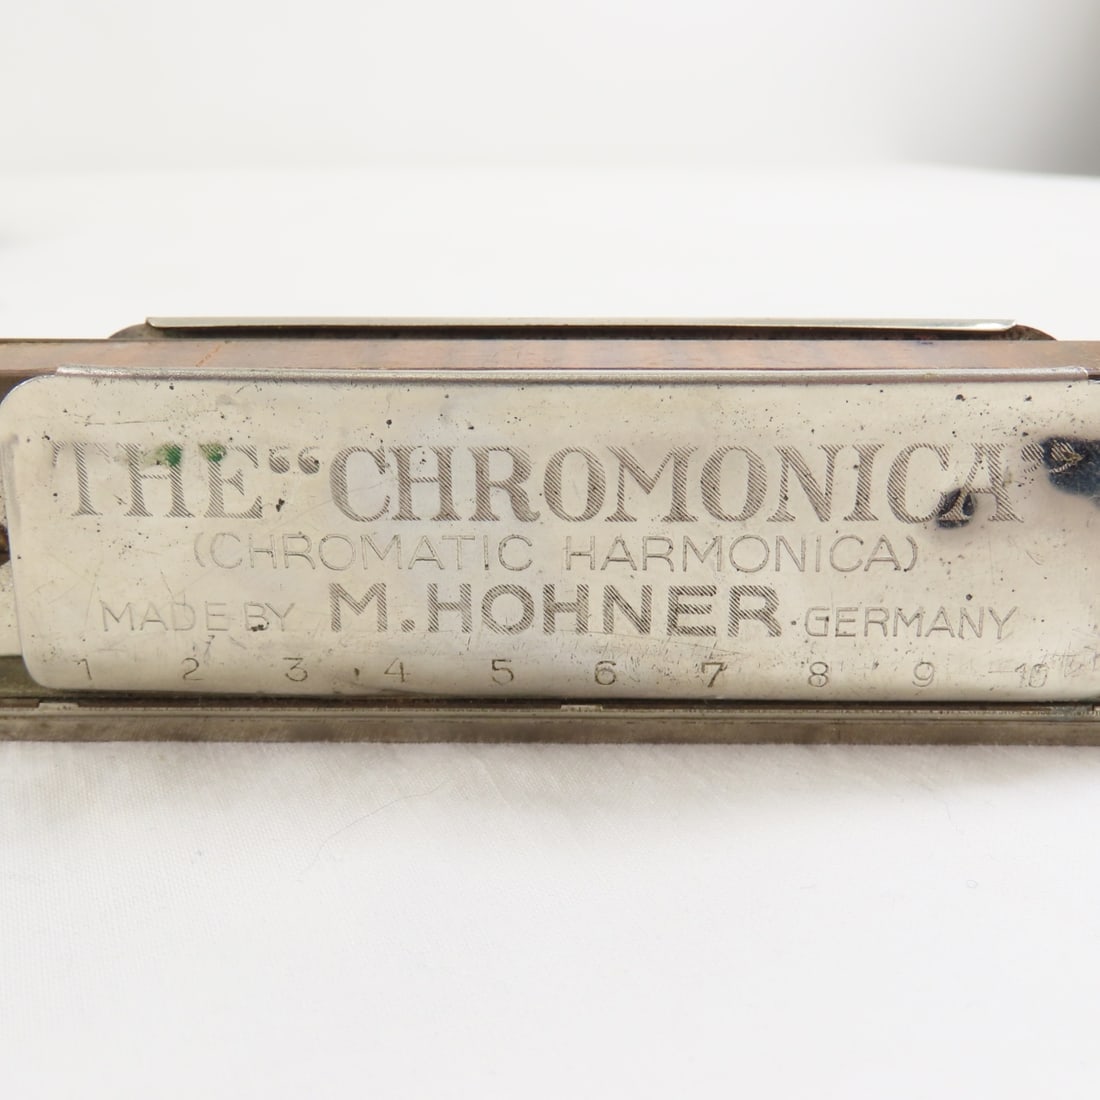 THE “CHROMONICA”
(CHROMATIC HARMONICA)
MADE BY M. HOHNER GERMANY
1 2 3 4 5 6 7 8 9 10